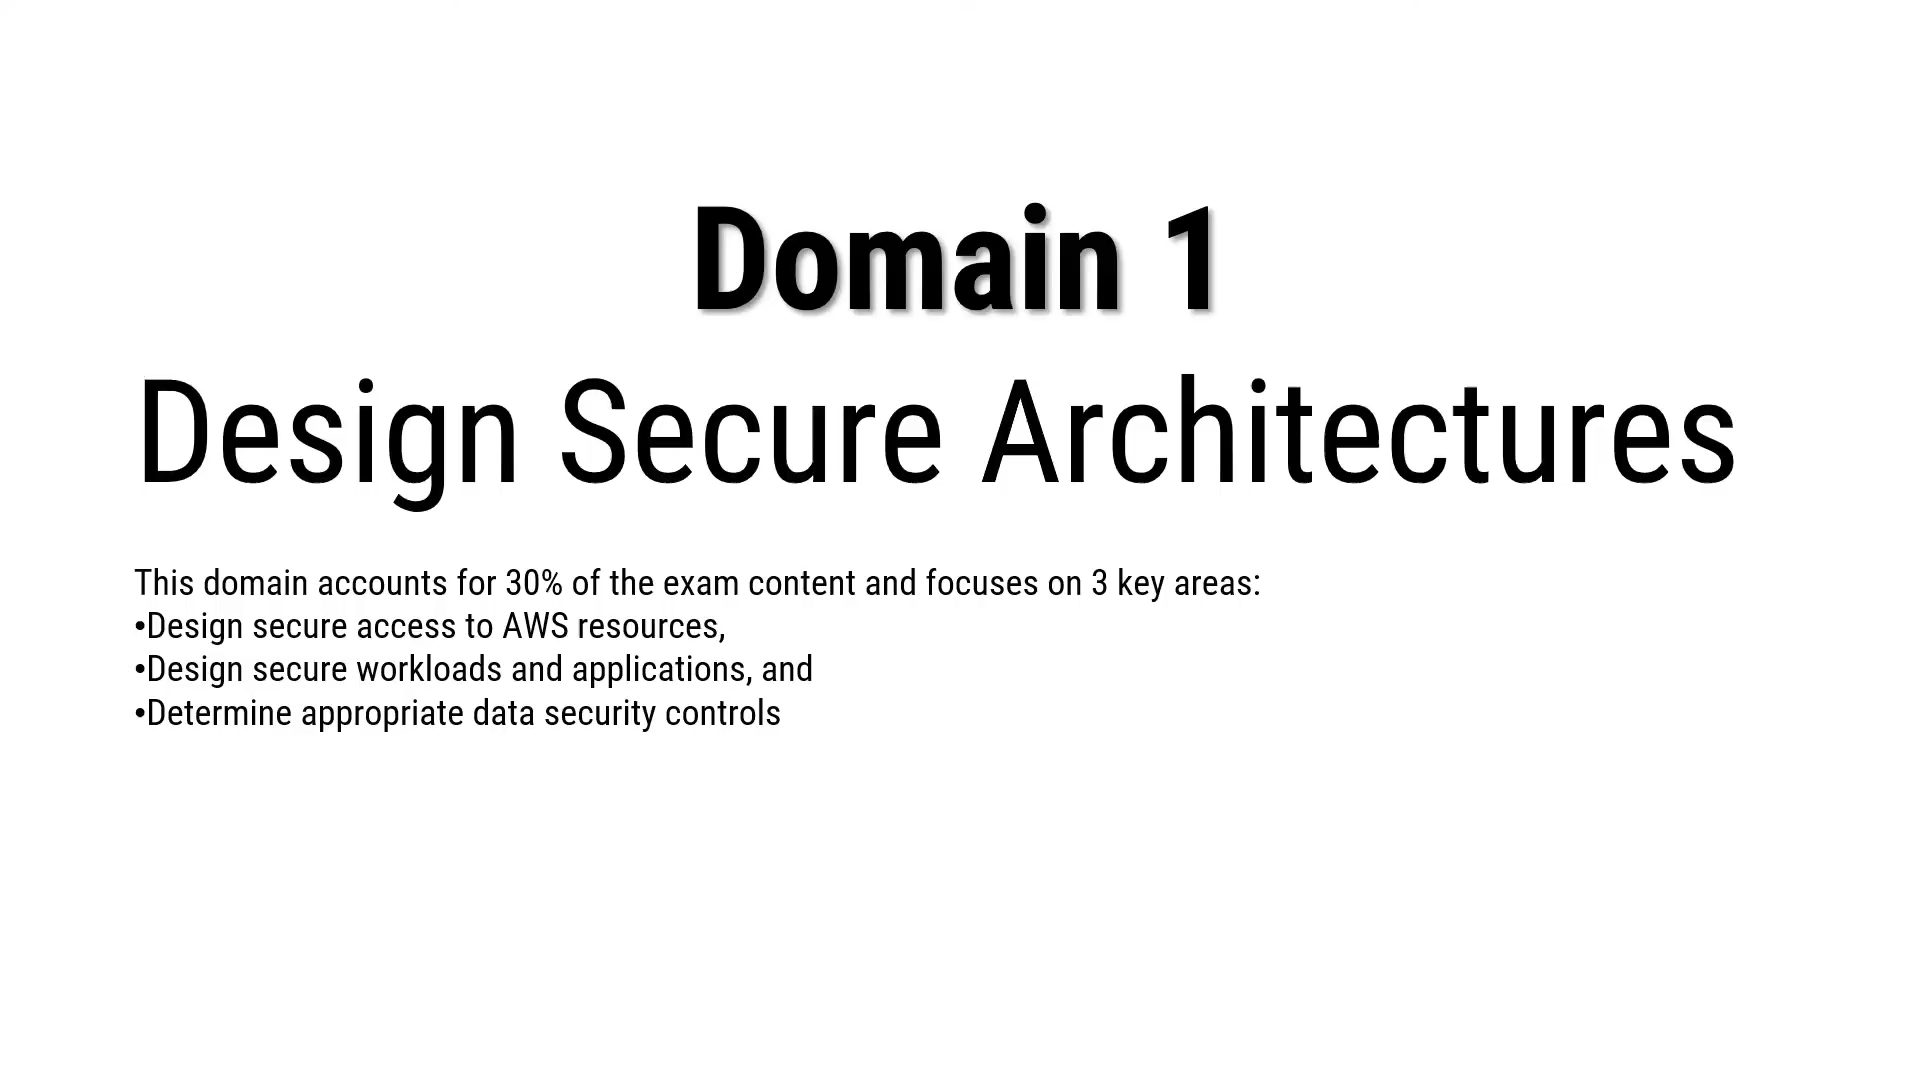 Domain 1
Design Secure Architectures
This domain accounts for 30% of the exam content and focuses on 3 key areas:
•Design secure access to AWS resources,
•Design secure workloads and applications, and
•Determine appropriate data security controls